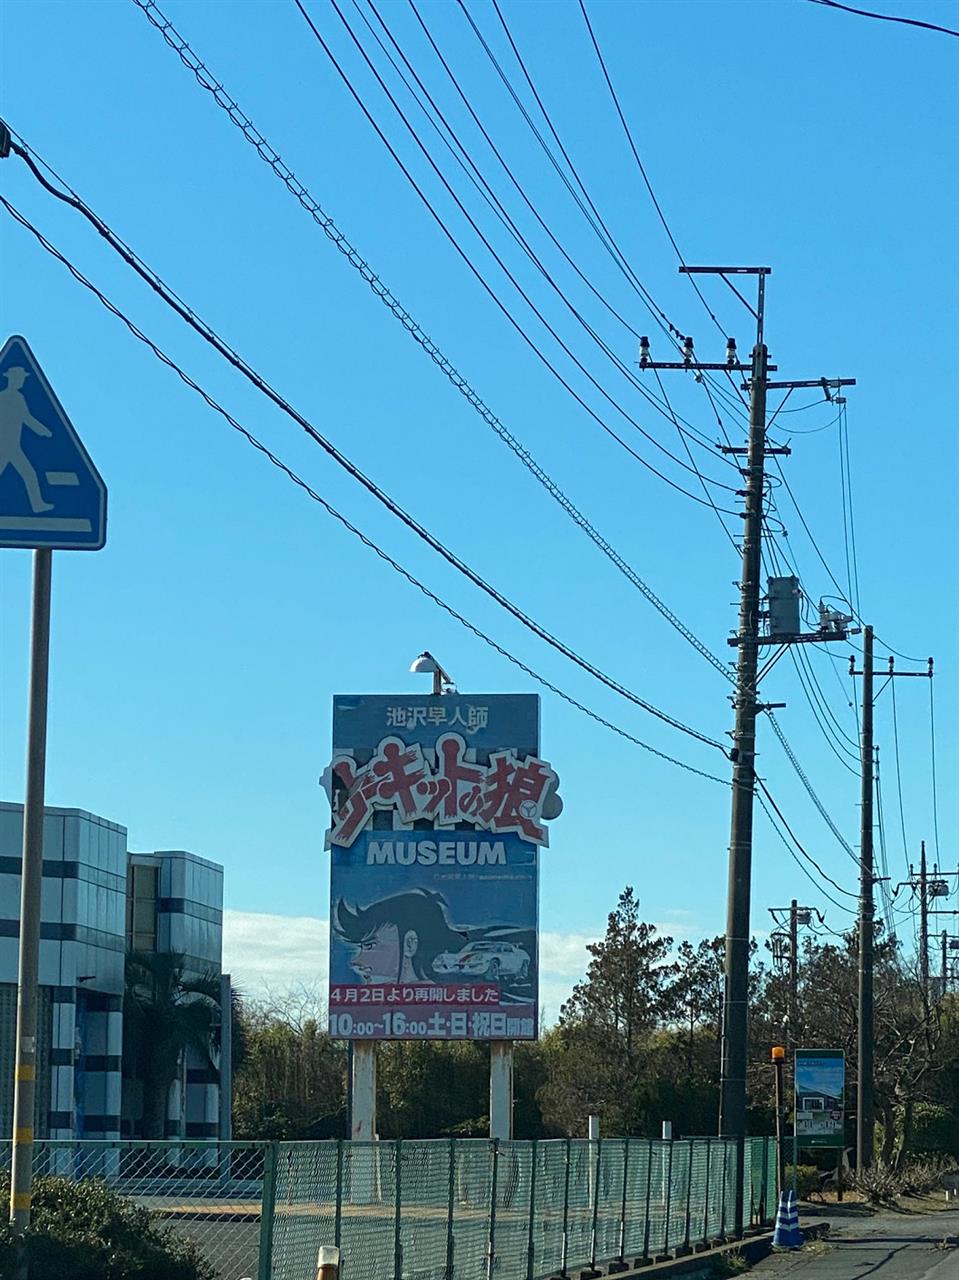 池沢早人師
サーキットの狼
MUSEUM
4月2日より再開しました
10:00~16:00土・日・祝日開館